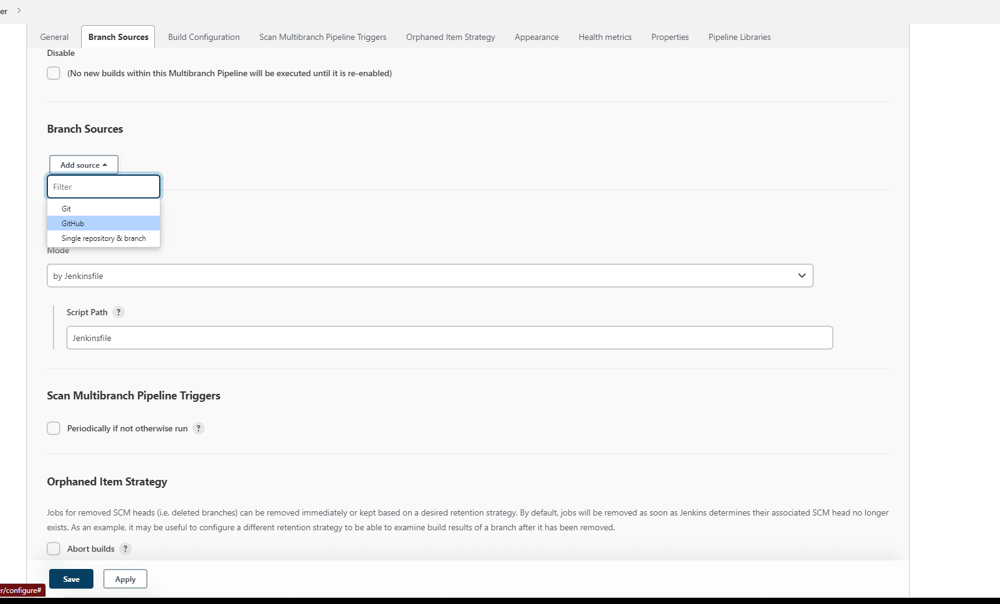 er
General Branch Sources Build Configuration Scan Multibranch Pipeline Triggers Orphaned Item Strategy Appearance Health metrics Properties Pipeline Libraries
Disable
(No new builds within this Multibranch Pipeline will be executed until it is re-enabled)
Branch Sources
Add source
Filter
Git
GitHub
Single repository & branch
Mode
by Jenkinsfile
Script Path ?
Jenkinsfile
Scan Multibranch Pipeline Triggers
Periodically if not otherwise run ?
Orphaned Item Strategy
Jobs for removed SCM heads (i.e. deleted branches) can be removed immediately or kept based on a desired retention strategy. By default, jobs will be removed as soon as Jenkins determines their associated SCM head no longer
exists. As an example, it may be useful to configure a different retention strategy to be able to examine build results of a branch after it has been removed.
Abort builds ?
Save Apply
r/configure#